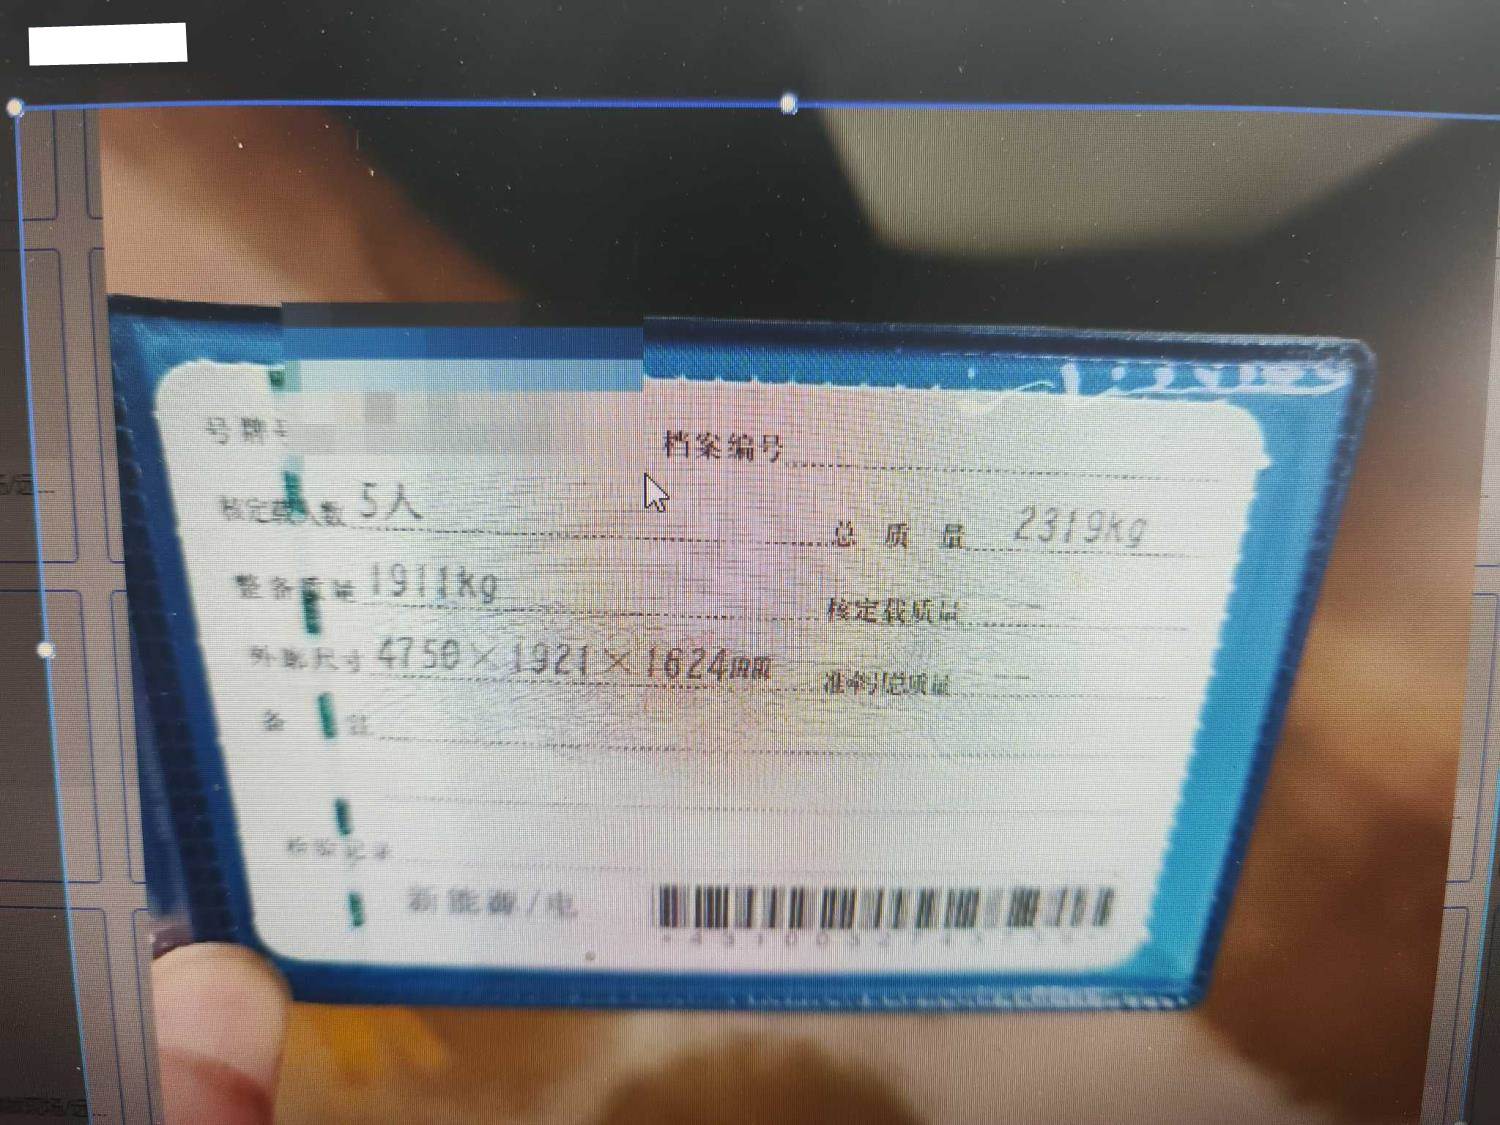 号牌号 档案编号
核定载人数 5人 总质量 2319kg
整备质量 1911kg 核定载质量
外廓尺寸 4750×1921×1624mm 准牵引总质量
备注
检验记录
新能源/电